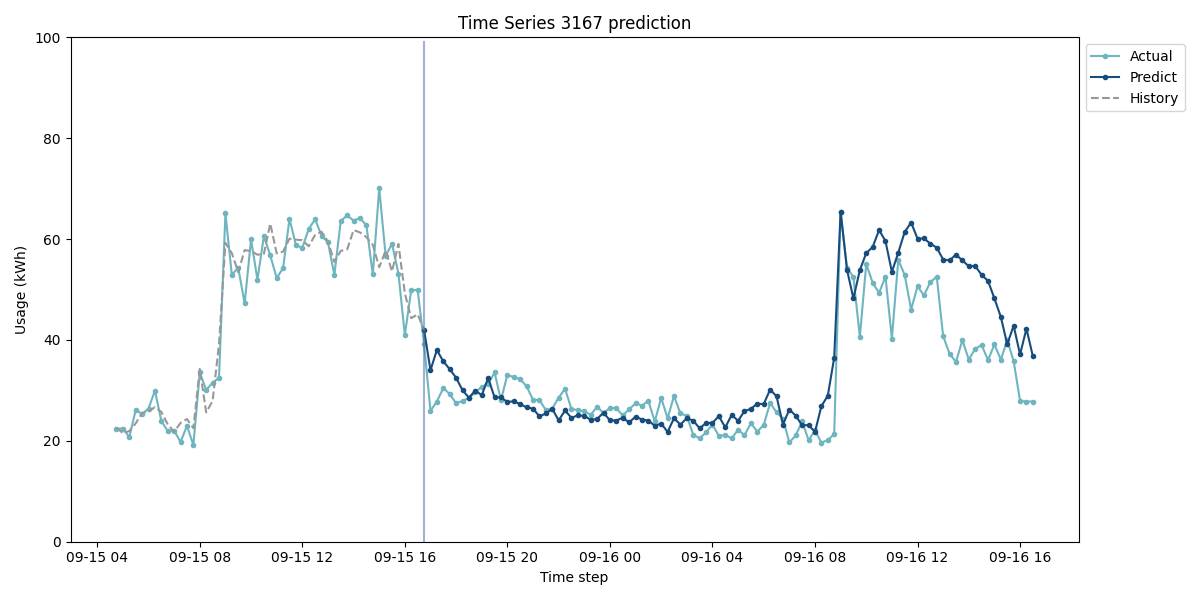 Time Series 3167 prediction
100
80
60
40
20
0
Usage (kWh)
09-15 04
09-15 08
09-15 12
09-15 16
09-15 20
09-16 00
09-16 04
09-16 08
09-16 12
09-16 16
Time step
Actual
Predict
History